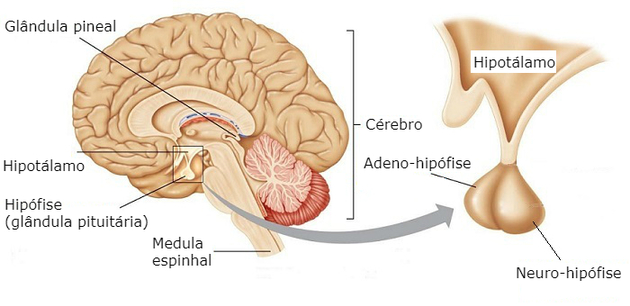 Glândula pineal
Hipotálamo
Hipófise
(glândula pituitária)
Medula
espinhal
Cérebro
Hipotálamo
Adeno-hipófise
Neuro-hipófise